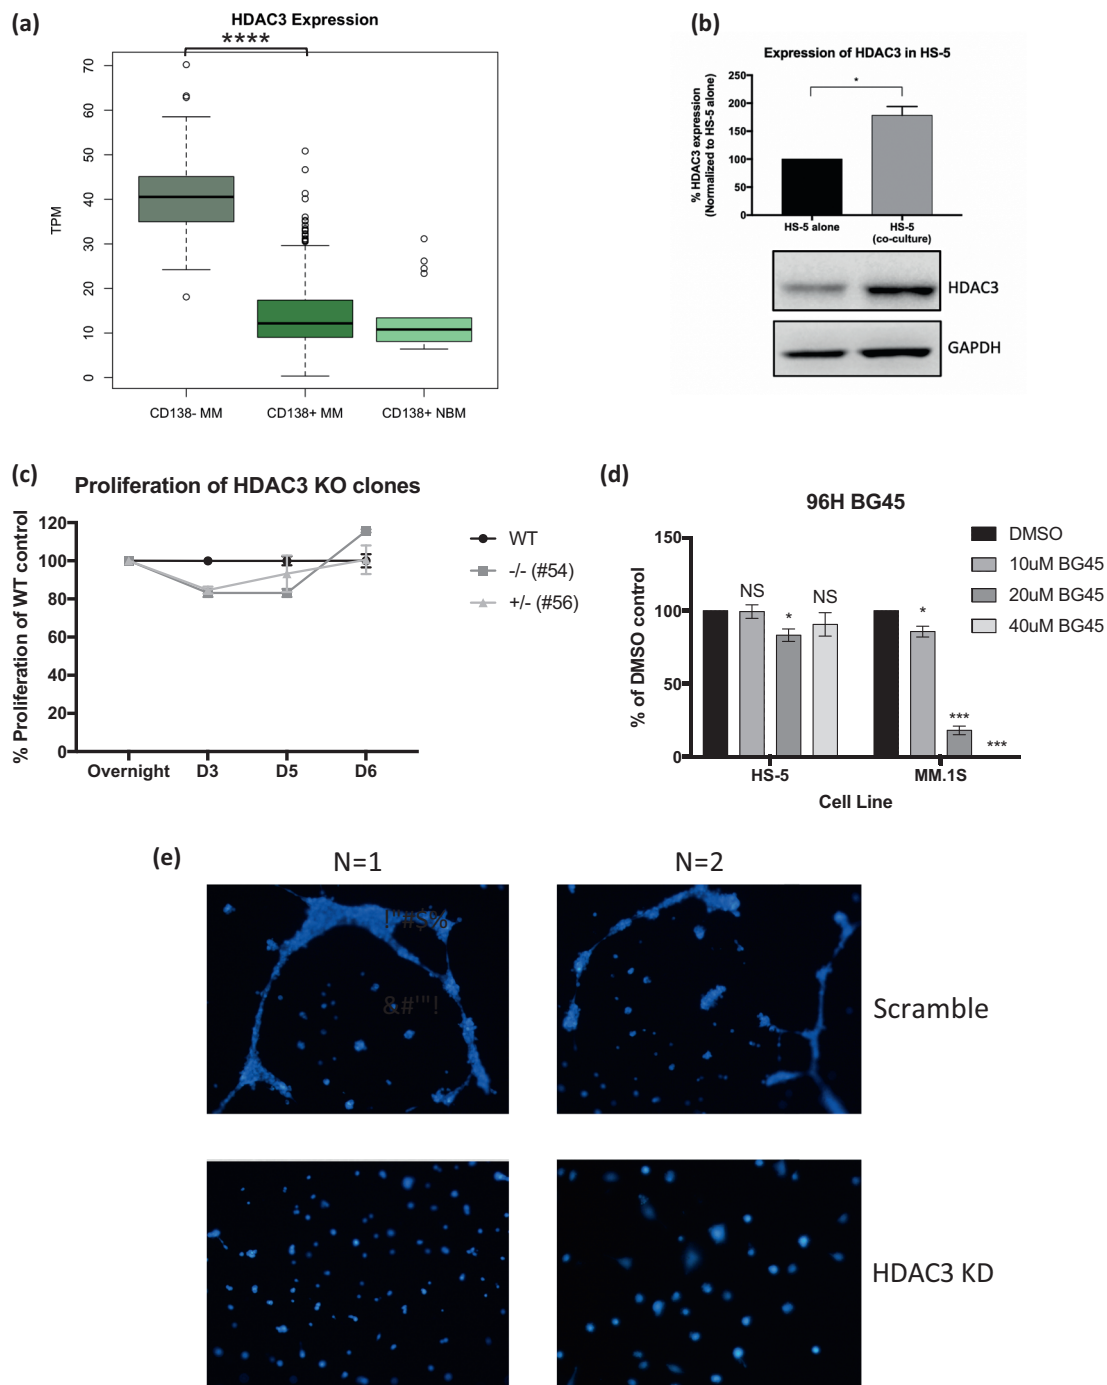 (a)
HDAC3 Expression
****
TPM
70
60
50
40
30
20
10
0
CD138- MM
CD138+ MM
CD138+ NBM
(b)
Expression of HDAC3 in HS-5
% HDAC3 expression
(Normalized to HS-5 alone)
250
200
150
100
50
0
*
HS-5 alone
HS-5
(co-culture)
HDAC3
GAPDH
(c)
Proliferation of HDAC3 KO clones
% Proliferation of WT control
120
100
80
60
40
20
0
Overnight
D3
D5
D6
WT
-/- (#54)
+/- (#56)
(d)
96H BG45
% of DMSO control
150
100
50
0
NS
*
NS
*
***
***
HS-5
MM.1S
Cell Line
DMSO
10uM BG45
20uM BG45
40uM BG45
(e)
N=1
N=2
!"#$%
&#'"!
Scramble
HDAC3 KD